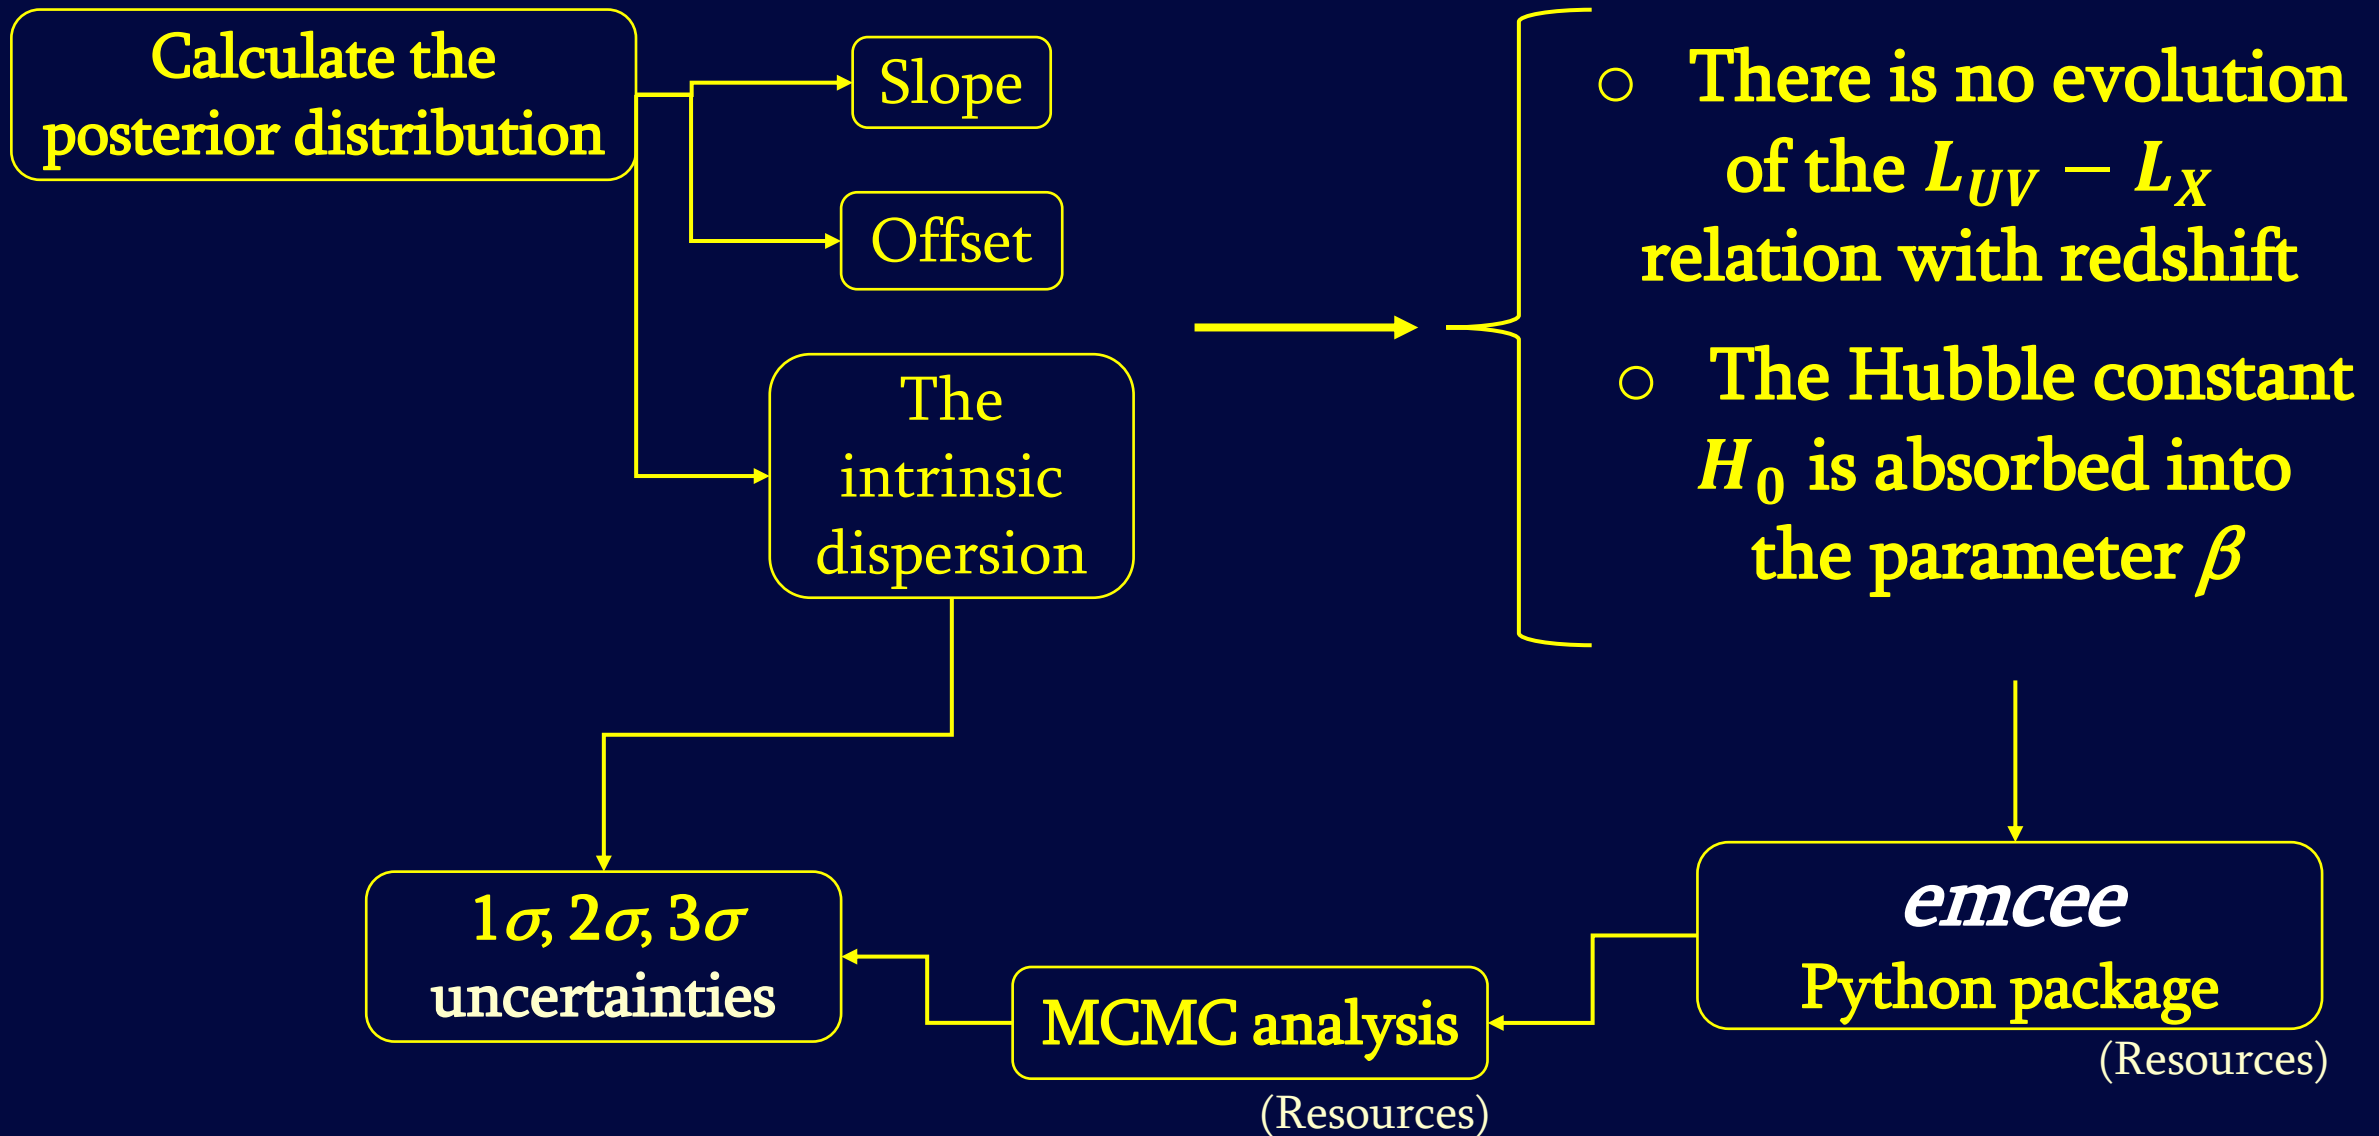 Calculate the
posterior distribution
Slope
Offset
The
intrinsic
dispersion
○ There is no evolution
of the L_{UV} − L_X
relation with redshift
○ The Hubble constant
H_0 is absorbed into
the parameter β
emcee
Python package
(Resources)
MCMC analysis
(Resources)
1σ, 2σ, 3σ
uncertainties